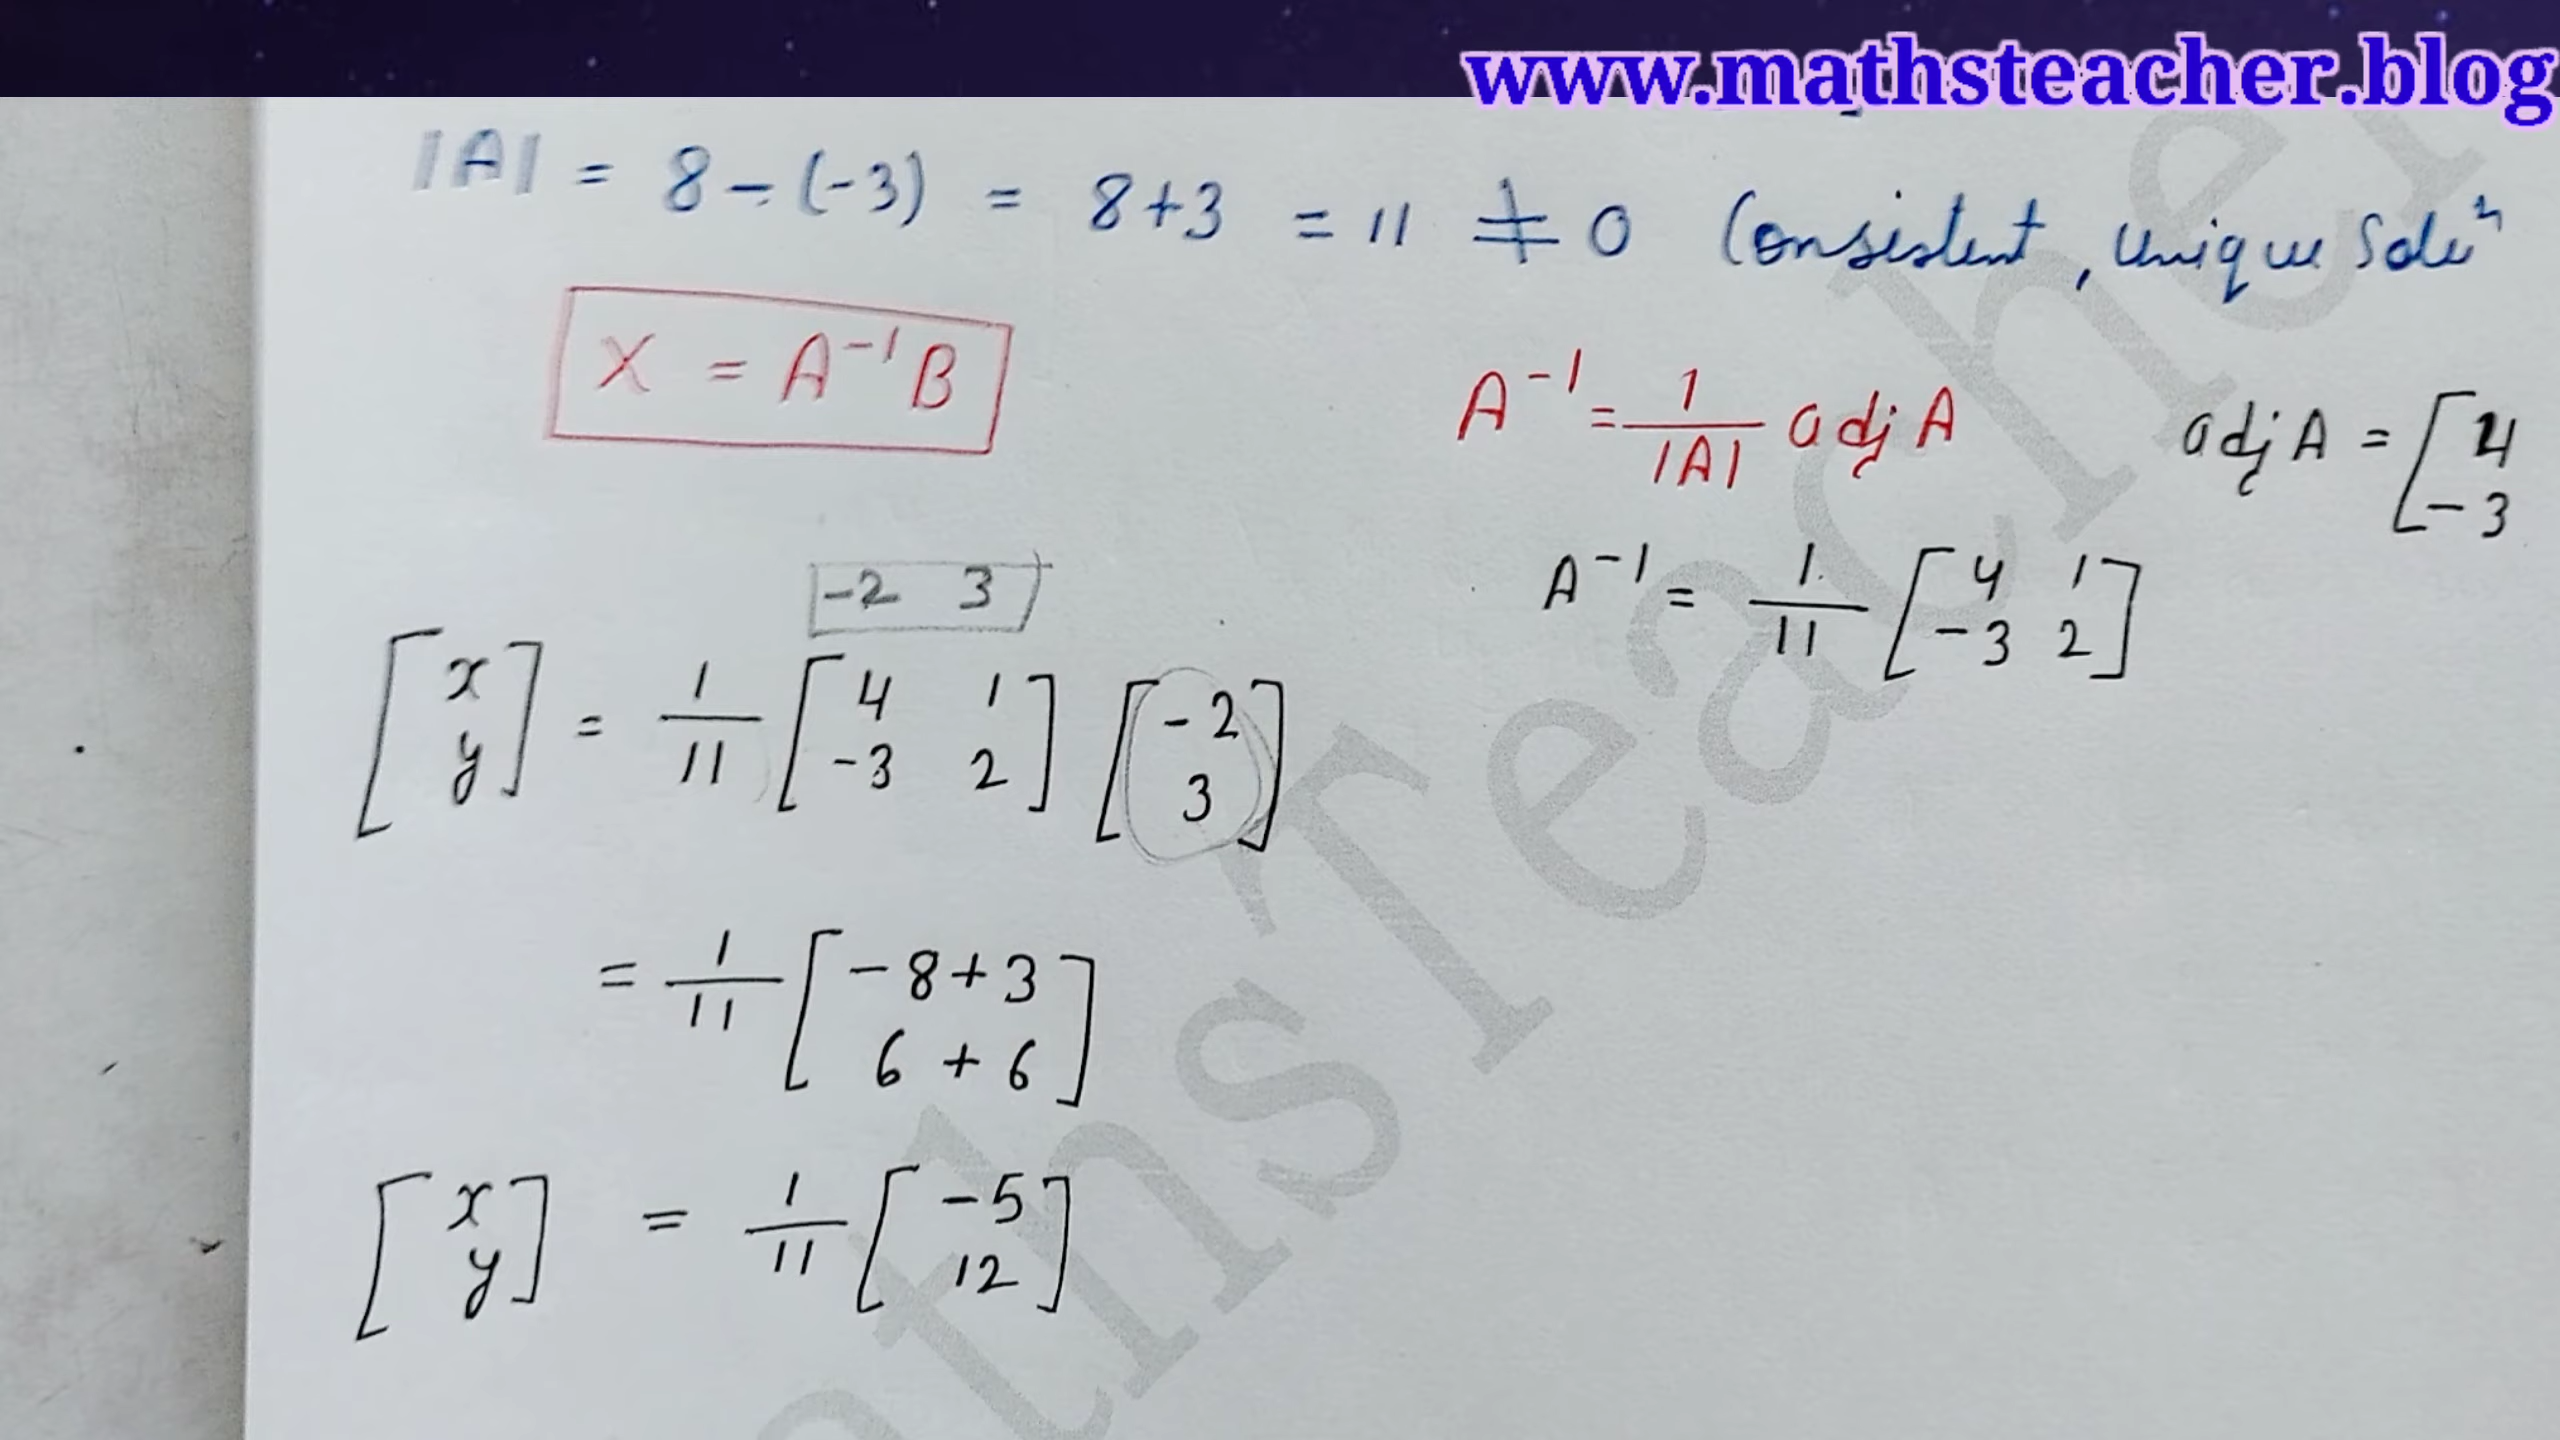 www.mathsteacher.blog
|A| = 8 - (-3) = 8+3 = 11 ≠ 0 Consistent, Unique Soluⁿ
X = A⁻¹B
A⁻¹ = 1/|A| adj A
adj A = [4
-3
A⁻¹ = 1/11 [4 1
-3 2]
-2 3
[x
y] = 1/11 [4 1
-3 2] [-2
3]
= 1/11 [-8+3
6 + 6]
[x
y] = 1/11 [-5
12]
athsTeacher